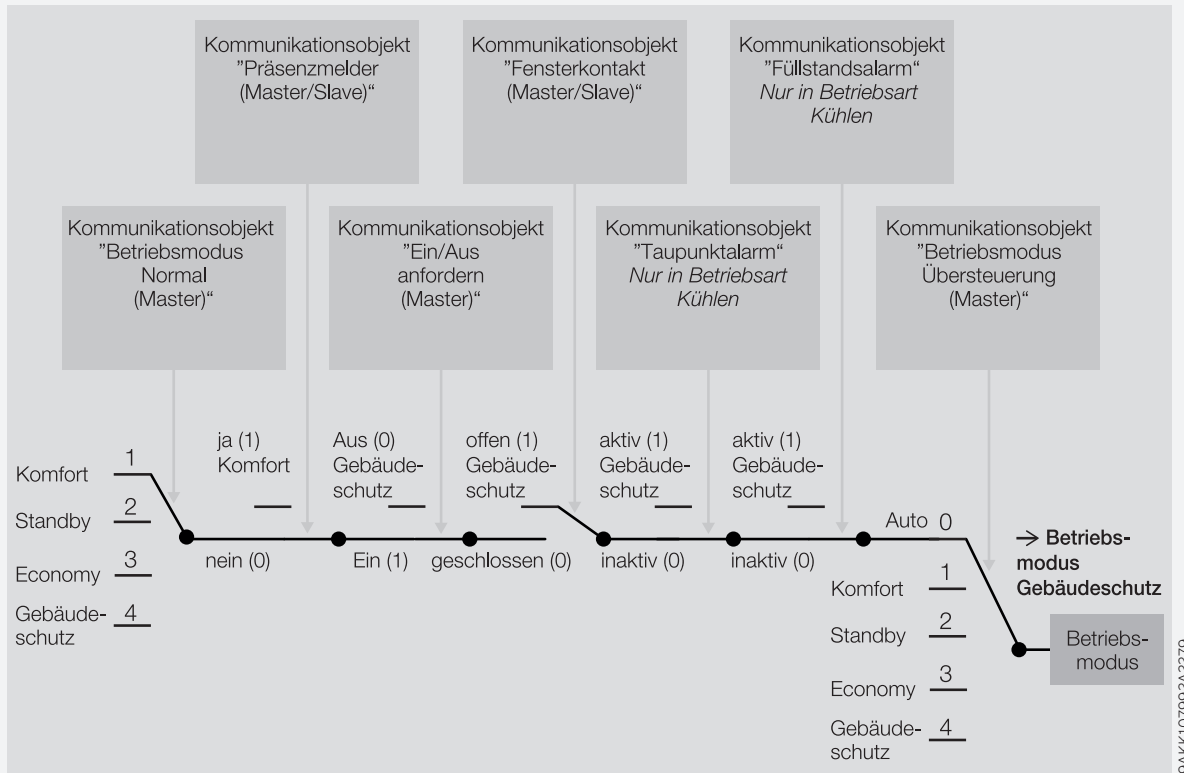 Kommunikationsobjekt
"Präsenzmelder
(Master/Slave)“
Kommunikationsobjekt
"Fensterkontakt
(Master/Slave)“
Kommunikationsobjekt
"Füllstandsalarm“
Nur in Betriebsart
Kühlen
Kommunikationsobjekt
"Betriebsmodus
Normal
(Master)“
Kommunikationsobjekt
"Ein/Aus
anfordern
(Master)“
Kommunikationsobjekt
"Taupunktalarm“
Nur in Betriebsart
Kühlen
Kommunikationsobjekt
"Betriebsmodus
Übersteuerung
(Master)“
Komfort 1
Standby 2
Economy 3
Gebäude-
schutz 4
ja (1)
Komfort
nein (0)
Aus (0)
Gebäude-
schutz
Ein (1)
offen (1)
Gebäude-
schutz
geschlossen (0)
aktiv (1)
Gebäude-
schutz
inaktiv (0)
aktiv (1)
Gebäude-
schutz
inaktiv (0)
Auto 0
Komfort 1
Standby 2
Economy 3
Gebäude-
schutz 4
→ Betriebs-
modus
Gebäudeschutz
Betriebs-
modus
9AKK107993A3379